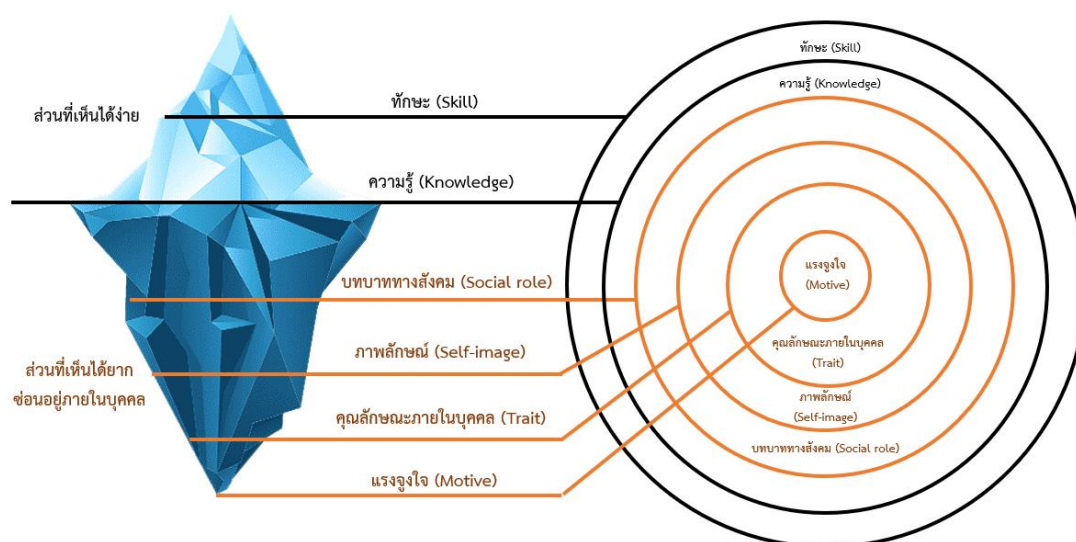 ส่วนที่เห็นได้ง่าย
ทักษะ (Skill)
ความรู้ (Knowledge)
บทบาททางสังคม (Social role)
ส่วนที่เห็นได้ยาก
ซ่อนอยู่ภายในบุคคล
ภาพลักษณ์ (Self-image)
คุณลักษณะภายในบุคคล (Trait)
แรงจูงใจ (Motive)
ทักษะ (Skill)
ความรู้ (Knowledge)
แรงจูงใจ
(Motive)
คุณลักษณะภายในบุคคล
(Trait)
ภาพลักษณ์
(Self-image)
บทบาททางสังคม (Social role)